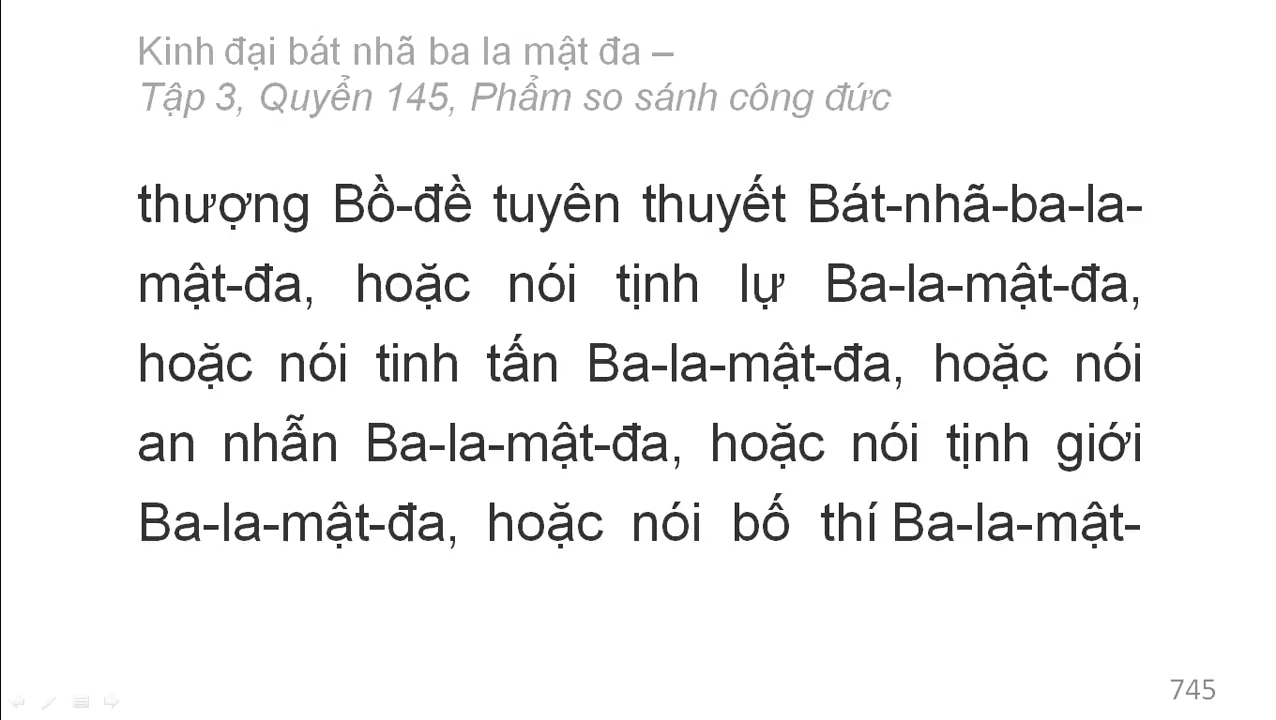 Kinh đại bát nhã ba la mật đa –
Tập 3, Quyển 145, Phẩm so sánh công đức
thượng Bồ-đề tuyên thuyết Bát-nhã-ba-la-
mật-đa, hoặc nói tịnh lự Ba-la-mật-đa,
hoặc nói tinh tấn Ba-la-mật-đa, hoặc nói
an nhẫn Ba-la-mật-đa, hoặc nói tịnh giới
Ba-la-mật-đa, hoặc nói bố thí Ba-la-mật-
745